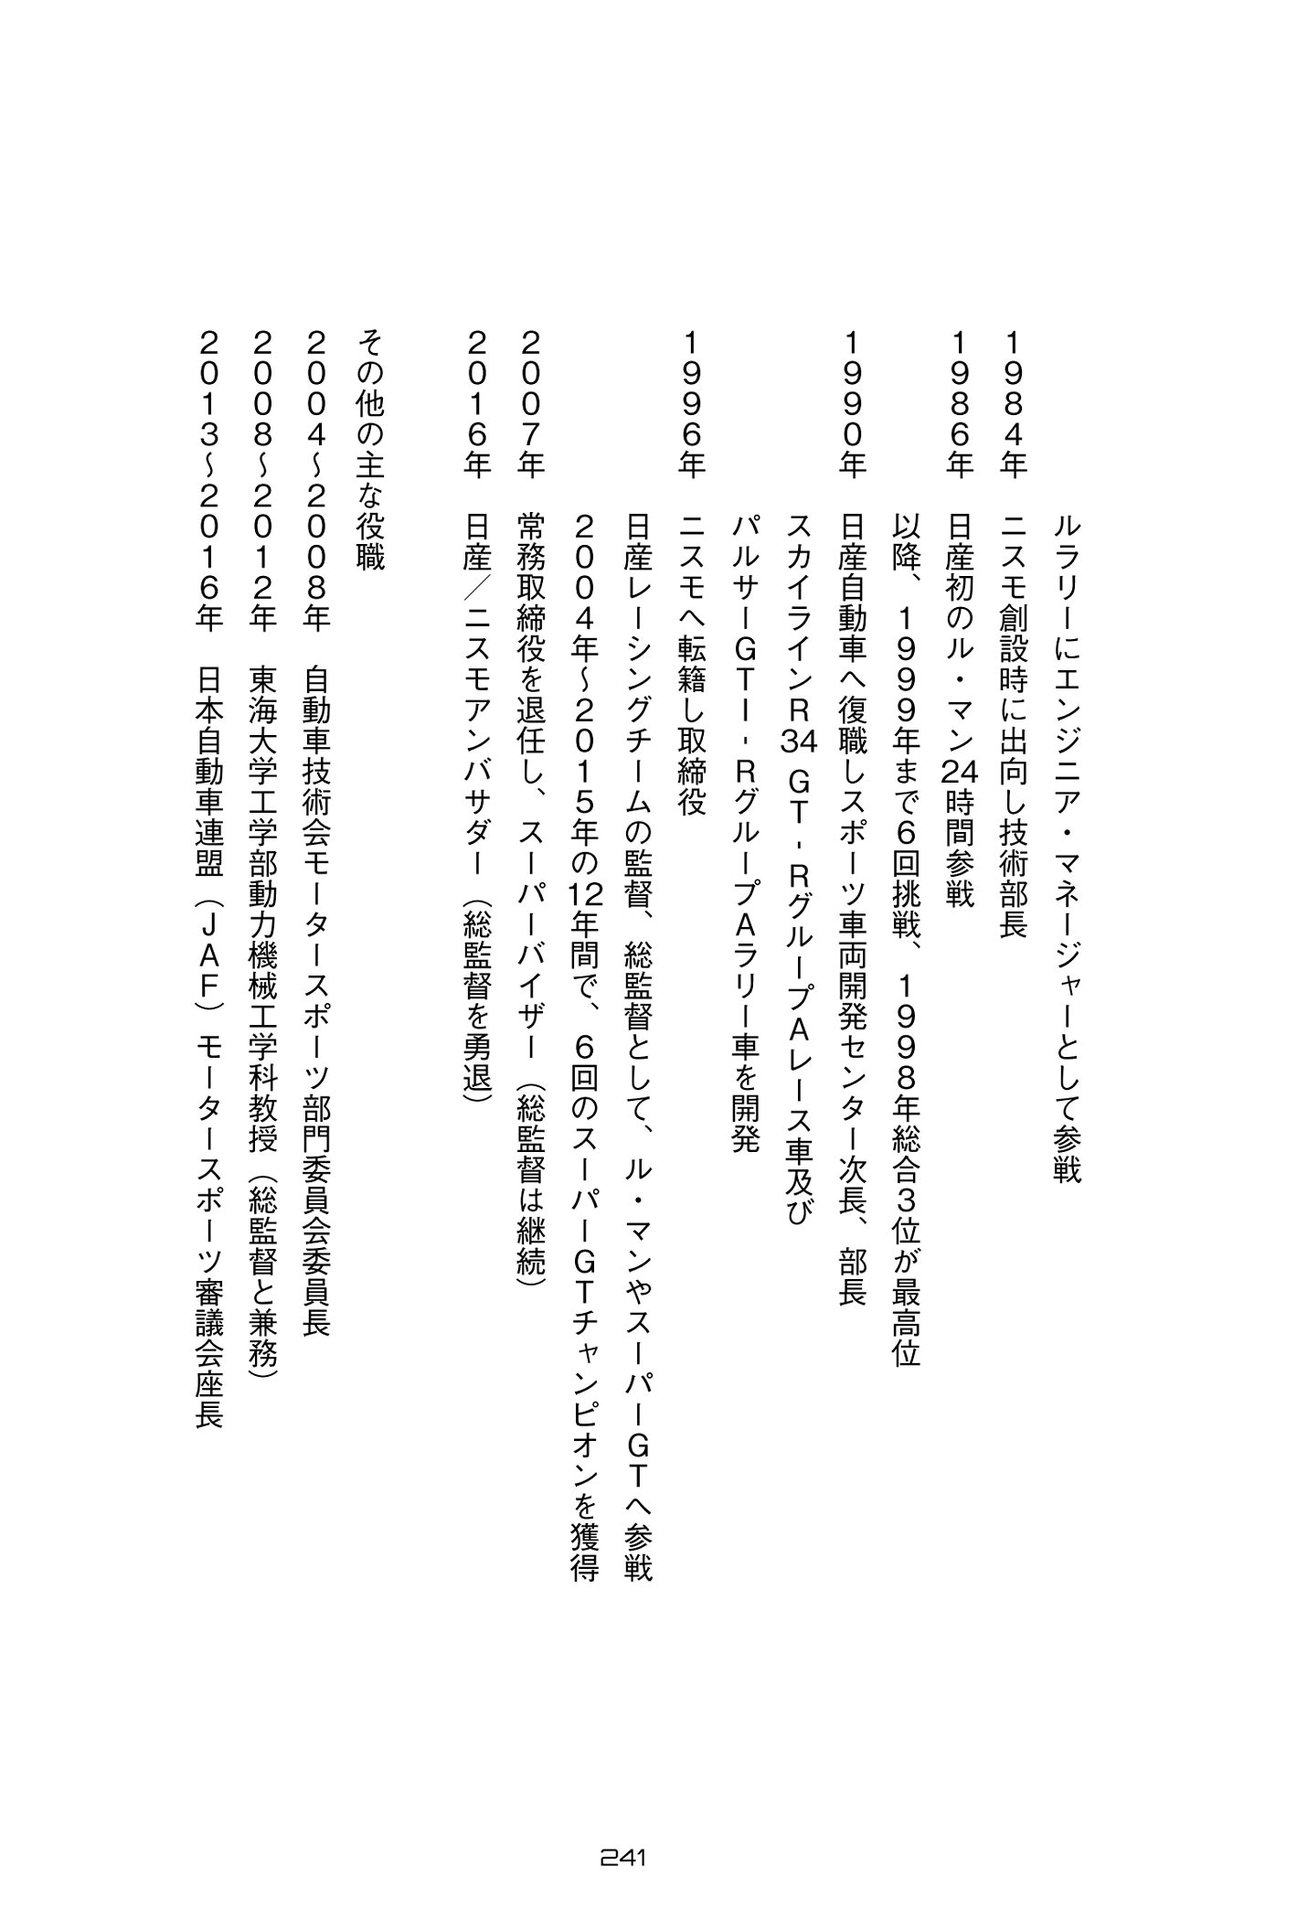 ルラリーにエンジニア・マネージャーとして参戦
１９８４年　ニスモ創設時に出向し技術部長
１９８６年　日産初のル・マン24時間参戦
以降、１９９９年まで６回挑戦、１９９８年総合３位が最高位
１９９０年　日産自動車へ復職しスポーツ車両開発センター次長、部長
スカイラインＲ34 ＧＴ‐ＲグループＡレース車及び
パルサーＧＴＩ‐ＲグループＡラリー車を開発
１９９６年　ニスモへ転籍し取締役
日産レーシングチームの監督、総監督として、ル・マンやスーパーＧＴへ参戦
２００４年～２０１５年の12年間で、６回のスーパーＧＴチャンピオンを獲得
２００７年　常務取締役を退任し、スーパーバイザー（総監督は継続）
２０１６年　日産／ニスモアンバサダー（総監督を勇退）
その他の主な役職
２００４～２００８年　自動車技術会モータースポーツ部門委員会委員長
２００８～２０１２年　東海大学工学部動力機械工学科教授（総監督と兼務）
２０１３～２０１６年　日本自動車連盟（ＪＡＦ）モータースポーツ審議会座長
241